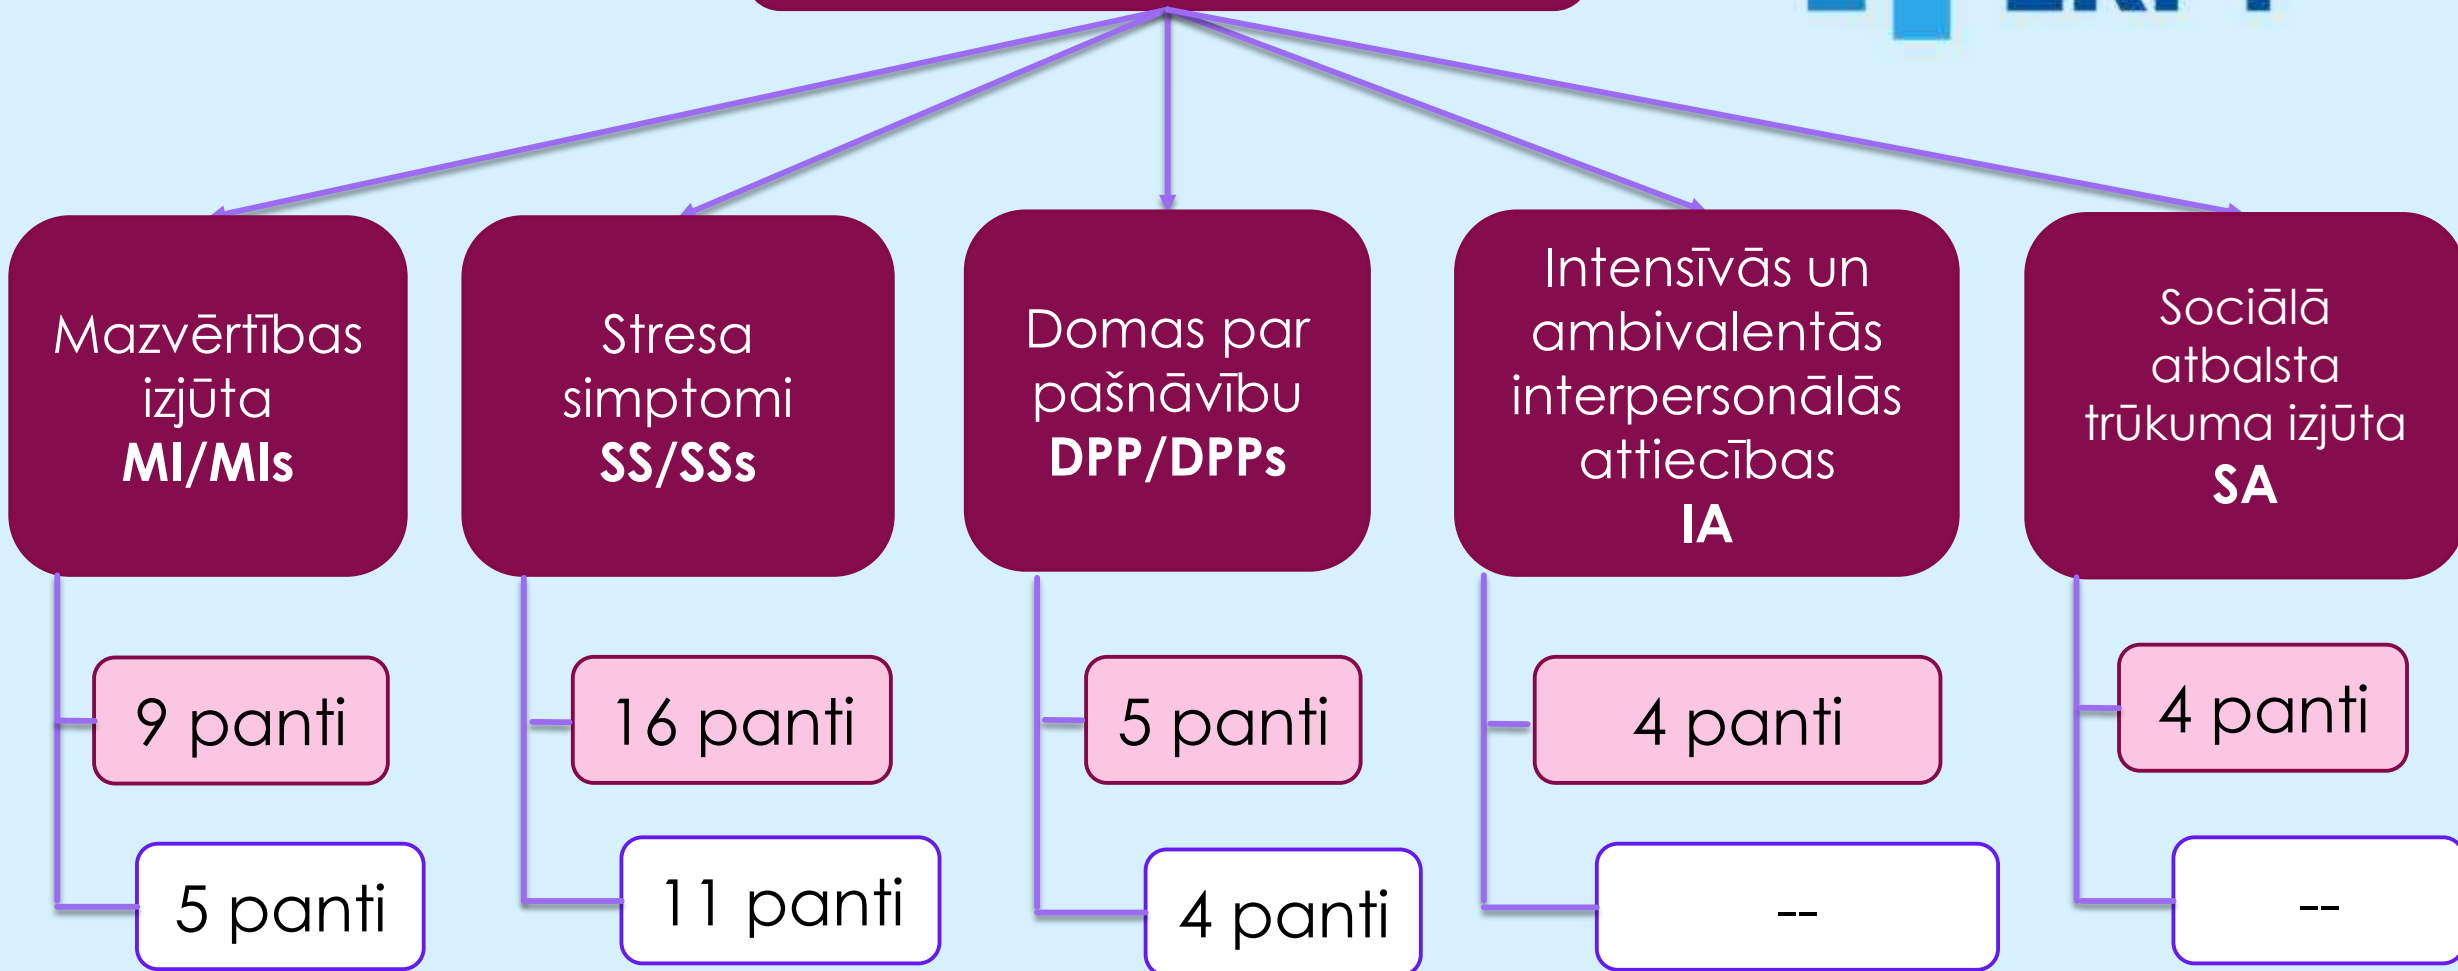 Mazvērtības
izjūta
MI/MIs
Stresa
simptomi
SS/SSs
Domas par
pašnāvību
DPP/DPPs
Intensīvās un
ambivalentās
interpersonālās
attiecības
IA
Sociālā
atbalsta
trūkuma izjūta
SA
9 panti
16 panti
5 panti
4 panti
4 panti
5 panti
11 panti
4 panti
--
--